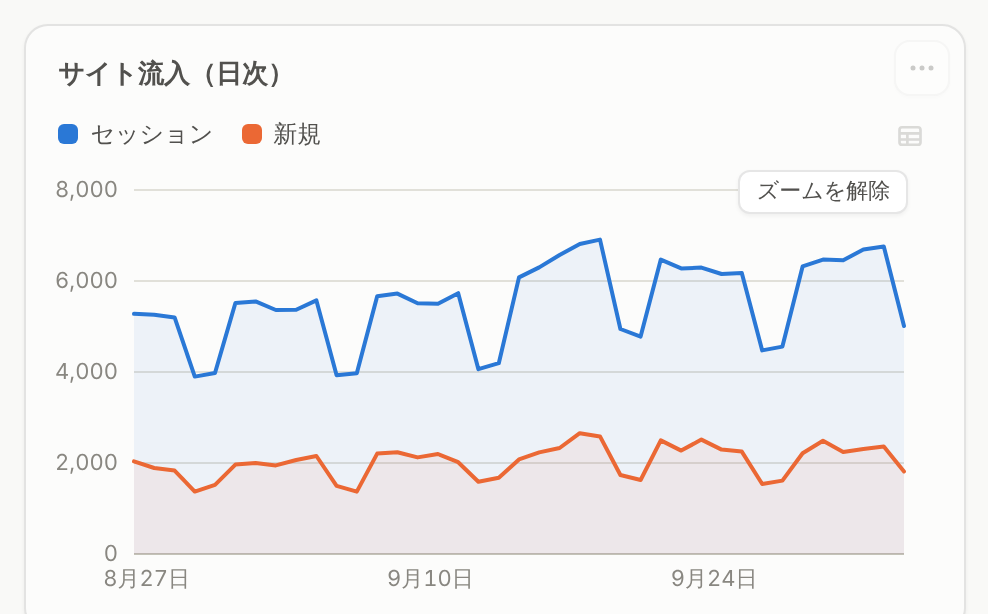 サイト流入（日次）
セッション 新規
8,000
ズームを解除
6,000
4,000
2,000
0
8月27日 9月10日 9月24日